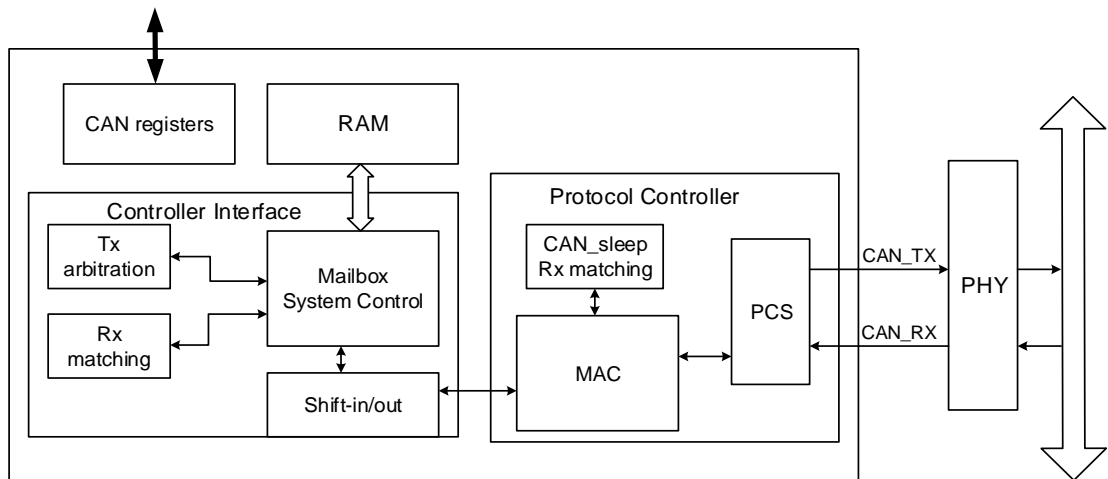 CAN registers
RAM
Controller Interface
Tx
arbitration
Rx
matching
Mailbox
System Control
Shift-in/out
Protocol Controller
CAN_sleep
Rx matching
MAC
PCS
CAN_TX
CAN_RX
PHY